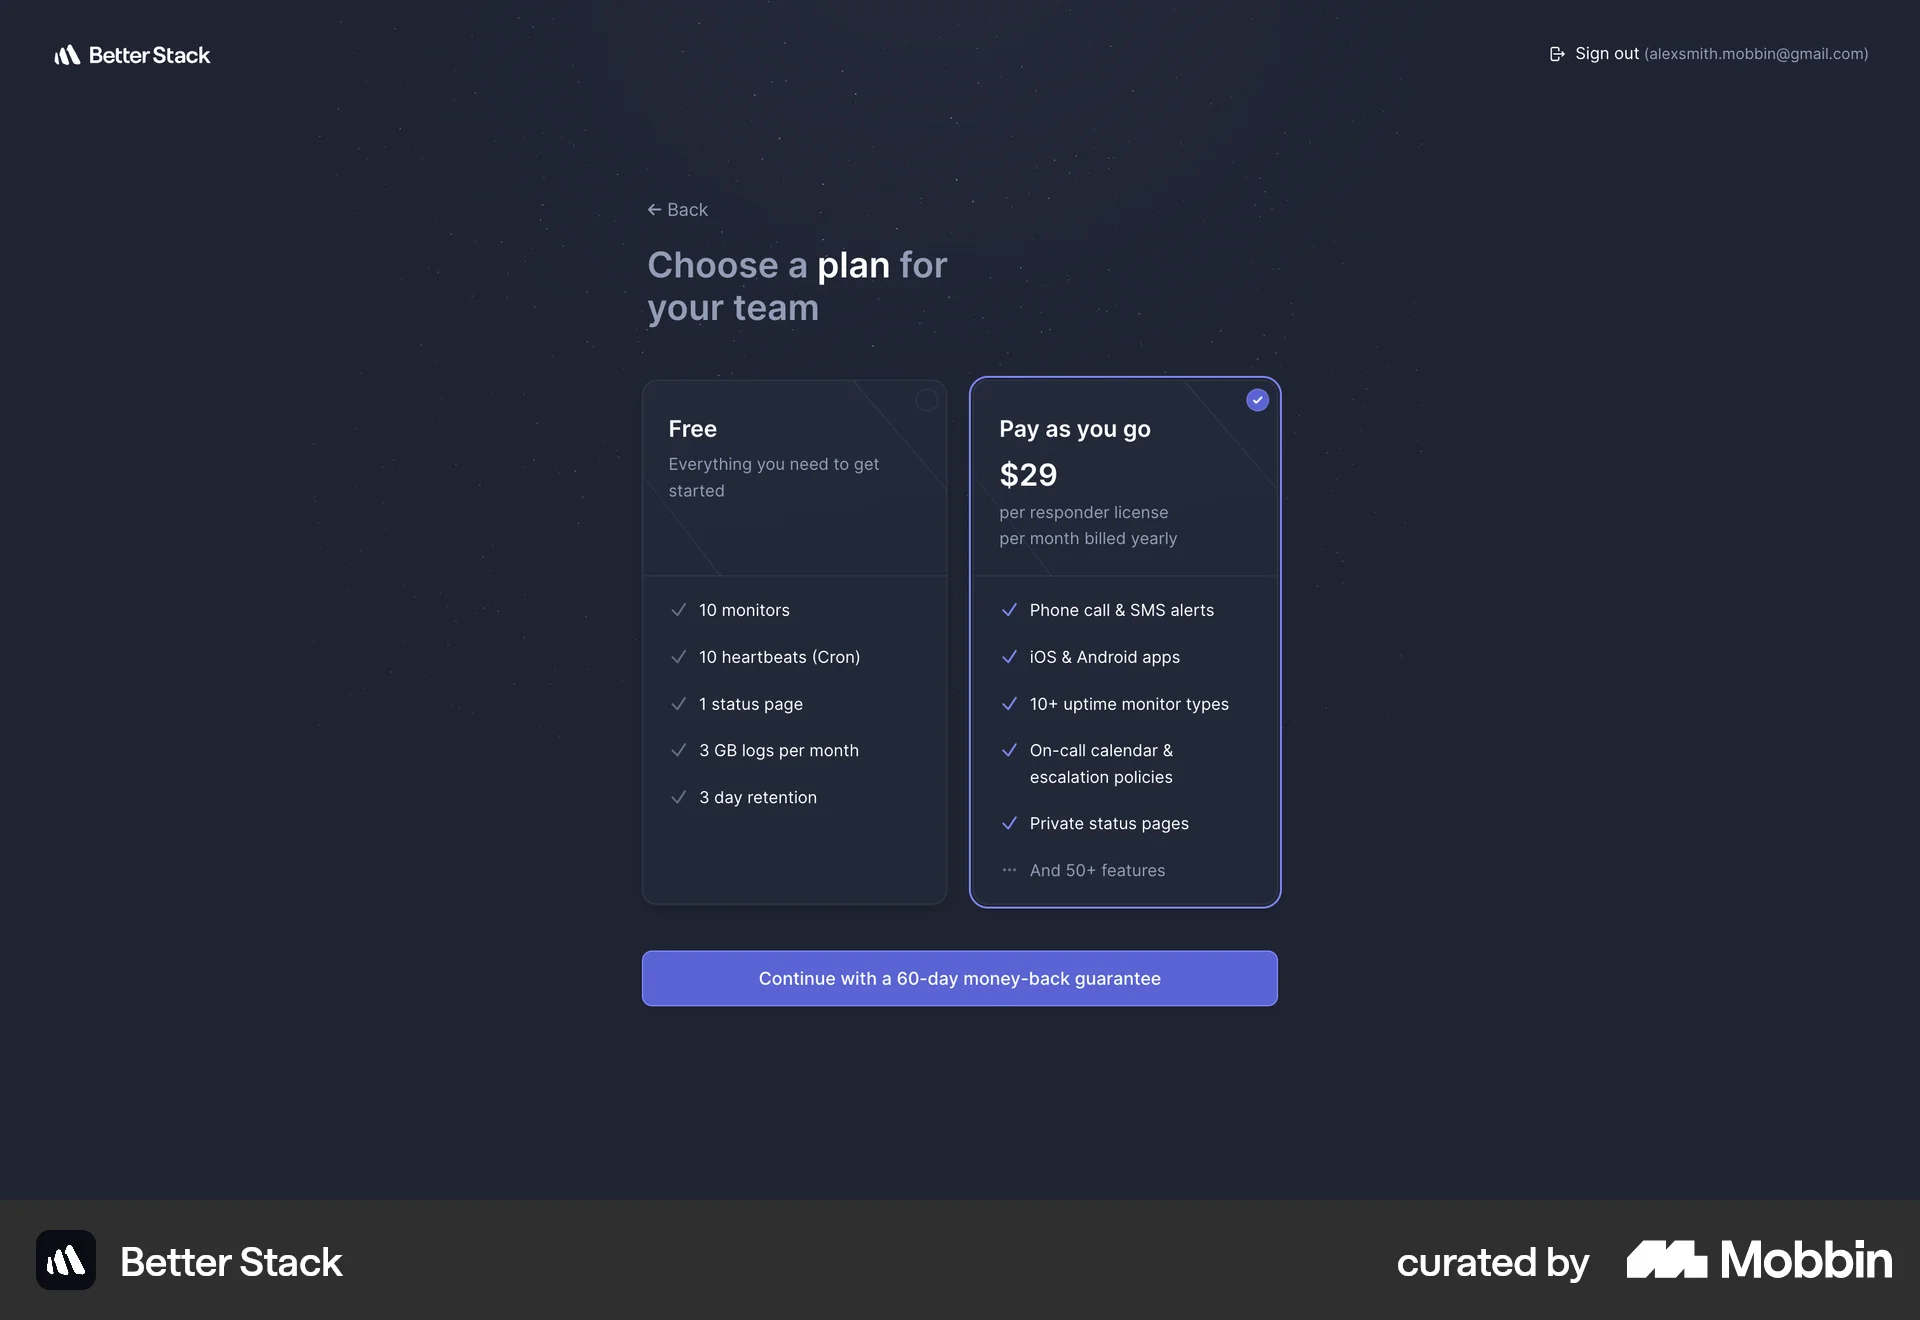 Better Stack
Sign out (alexsmith.mobbin@gmail.com)
← Back
Choose a plan for
your team
Free
Everything you need to get
started
10 monitors
10 heartbeats (Cron)
1 status page
3 GB logs per month
3 day retention
Pay as you go
$29
per responder license
per month billed yearly
Phone call & SMS alerts
iOS & Android apps
10+ uptime monitor types
On-call calendar &
escalation policies
Private status pages
And 50+ features
Continue with a 60-day money-back guarantee
Better Stack
curated by Mobbin